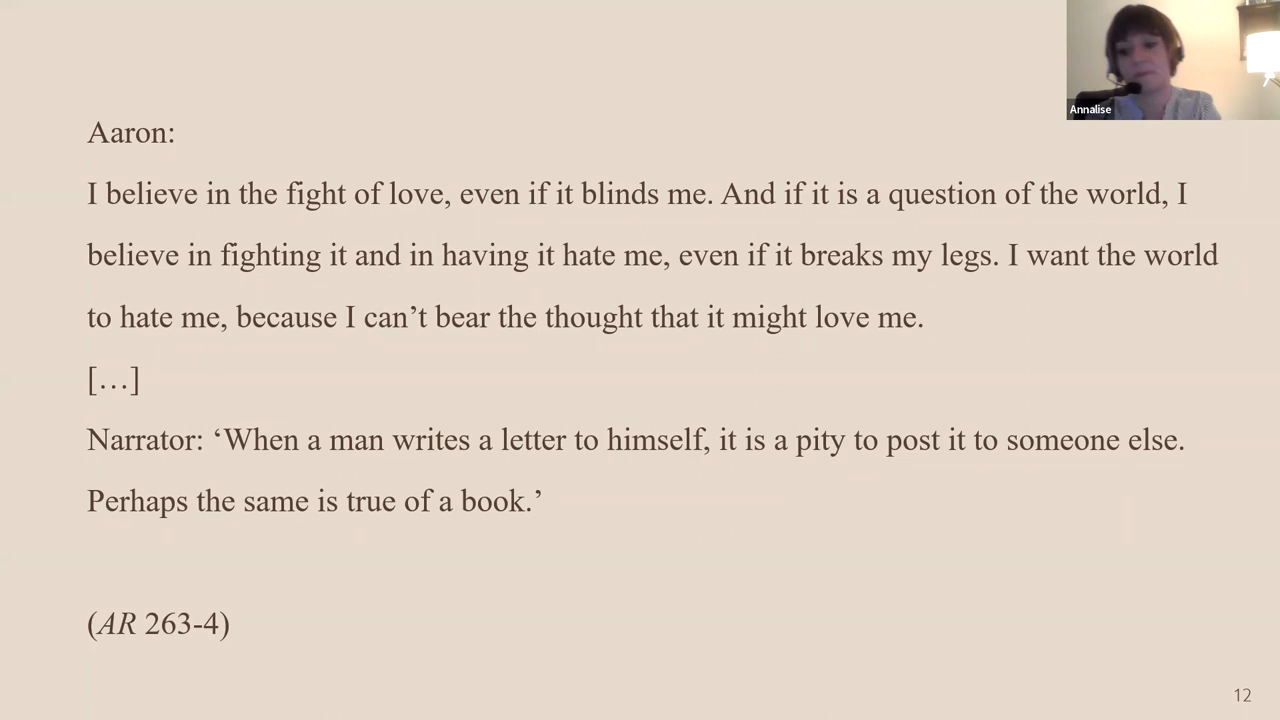 Annalise
Aaron:
I believe in the fight of love, even if it blinds me. And if it is a question of the world, I
believe in fighting it and in having it hate me, even if it breaks my legs. I want the world
to hate me, because I can’t bear the thought that it might love me.
[…]
Narrator: ‘When a man writes a letter to himself, it is a pity to post it to someone else.
Perhaps the same is true of a book.’
(AR 263-4)
12